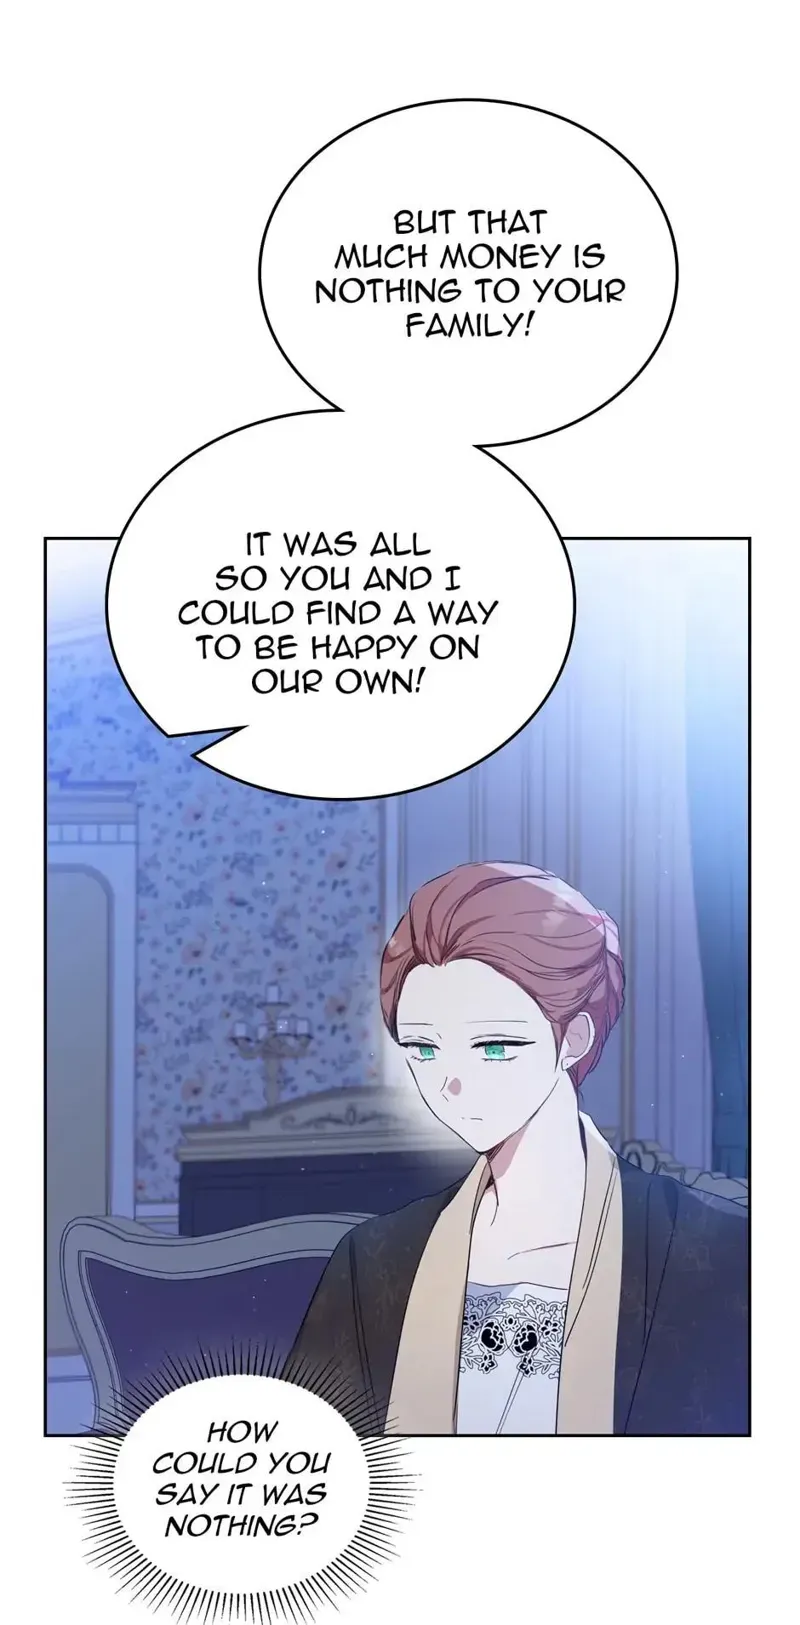 BUT THAT
MUCH MONEY IS
NOTHING TO YOUR
FAMILY!
IT WAS ALL
SO YOU AND I
COULD FIND A WAY
TO BE HAPPY ON
OUR OWN!
HOW
COULD YOU
SAY IT WAS
NOTHING?